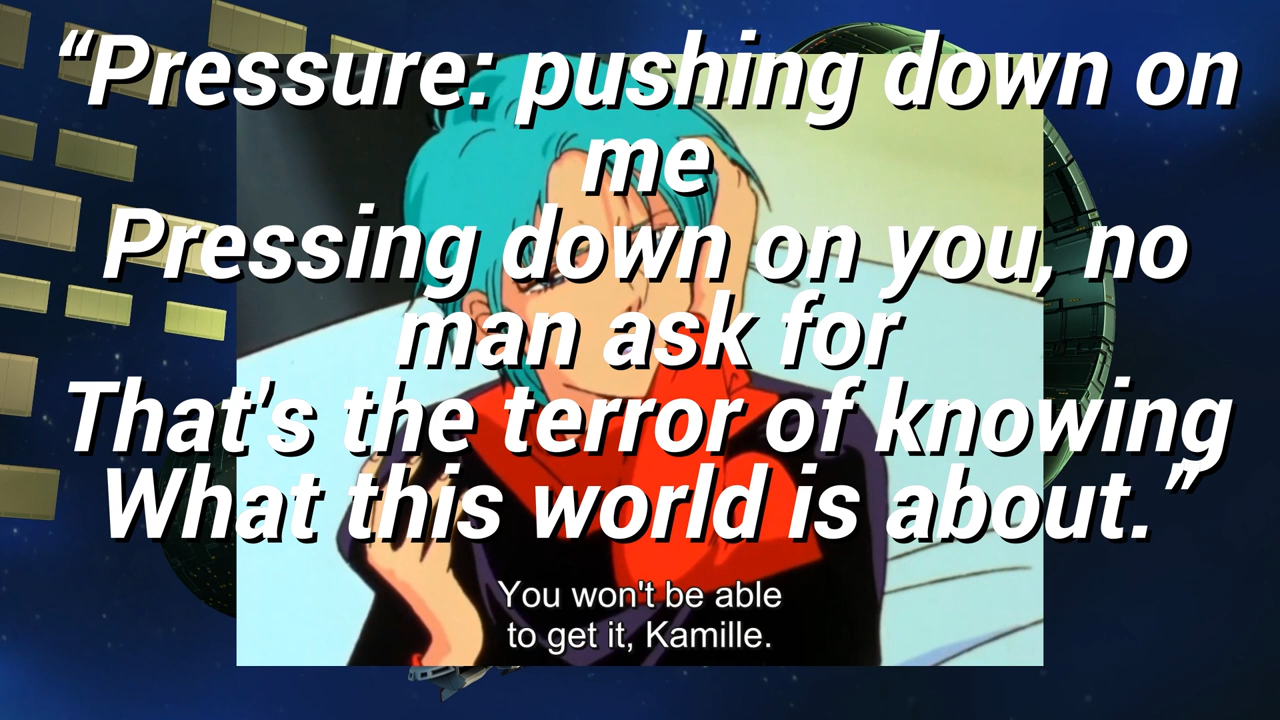 “Pressure: pushing down on
me
Pressing down on you, no
man ask for
That's the terror of knowing
What this world is about.”
You won't be able
to get it, Kamille.